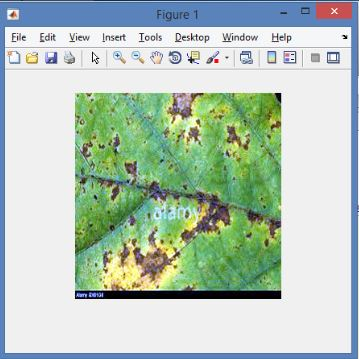 Figure 1
File Edit View Insert Tools Desktop Window Help
alamy